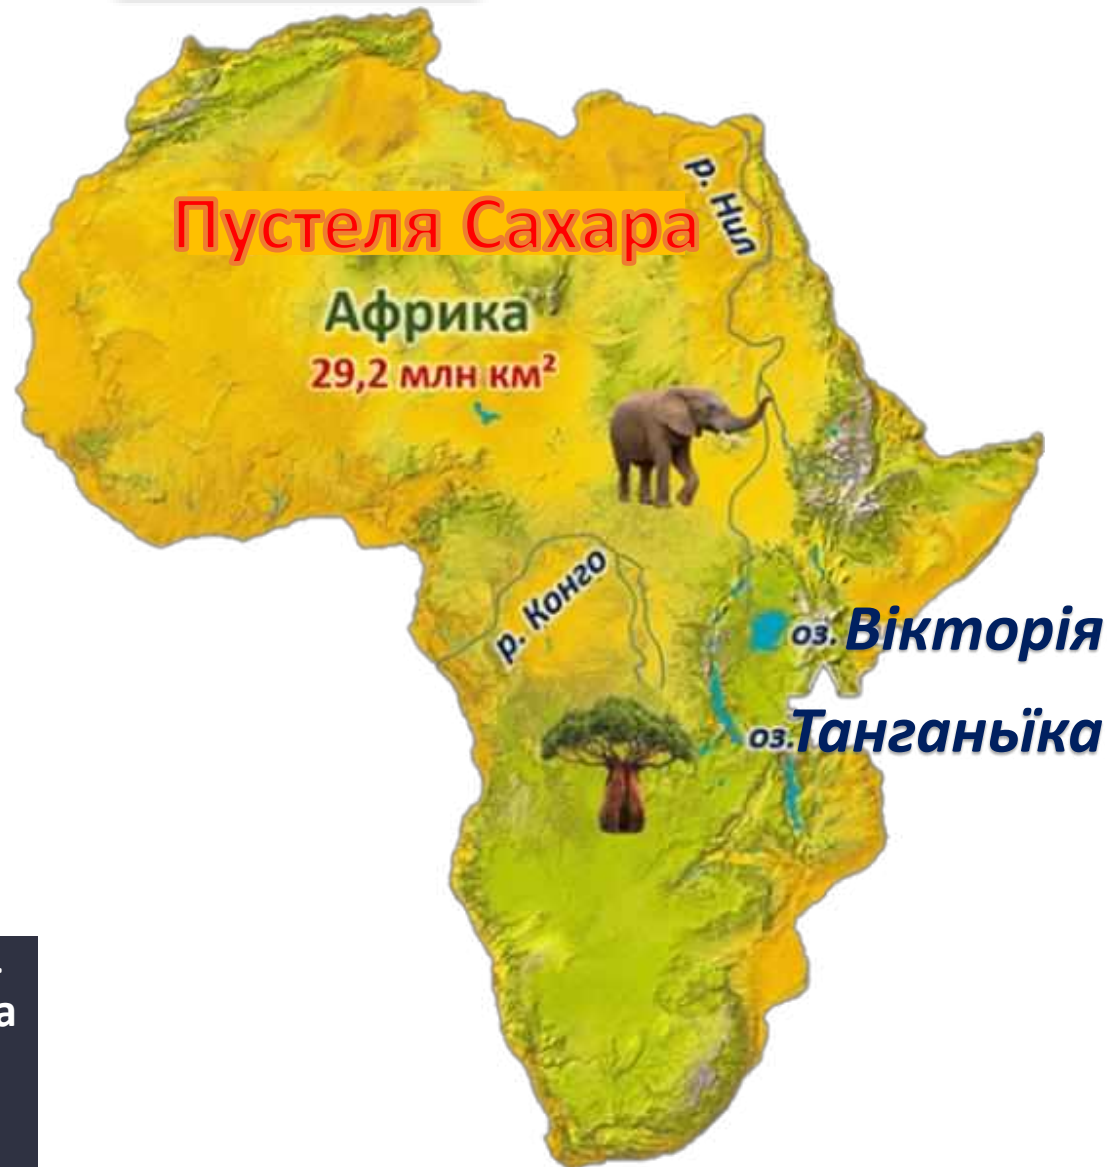 р. Нил
Пустеля Сахара
Африка
29,2 млн км²
р. Конго
оз. Вікторія
оз.Танганьїка
а